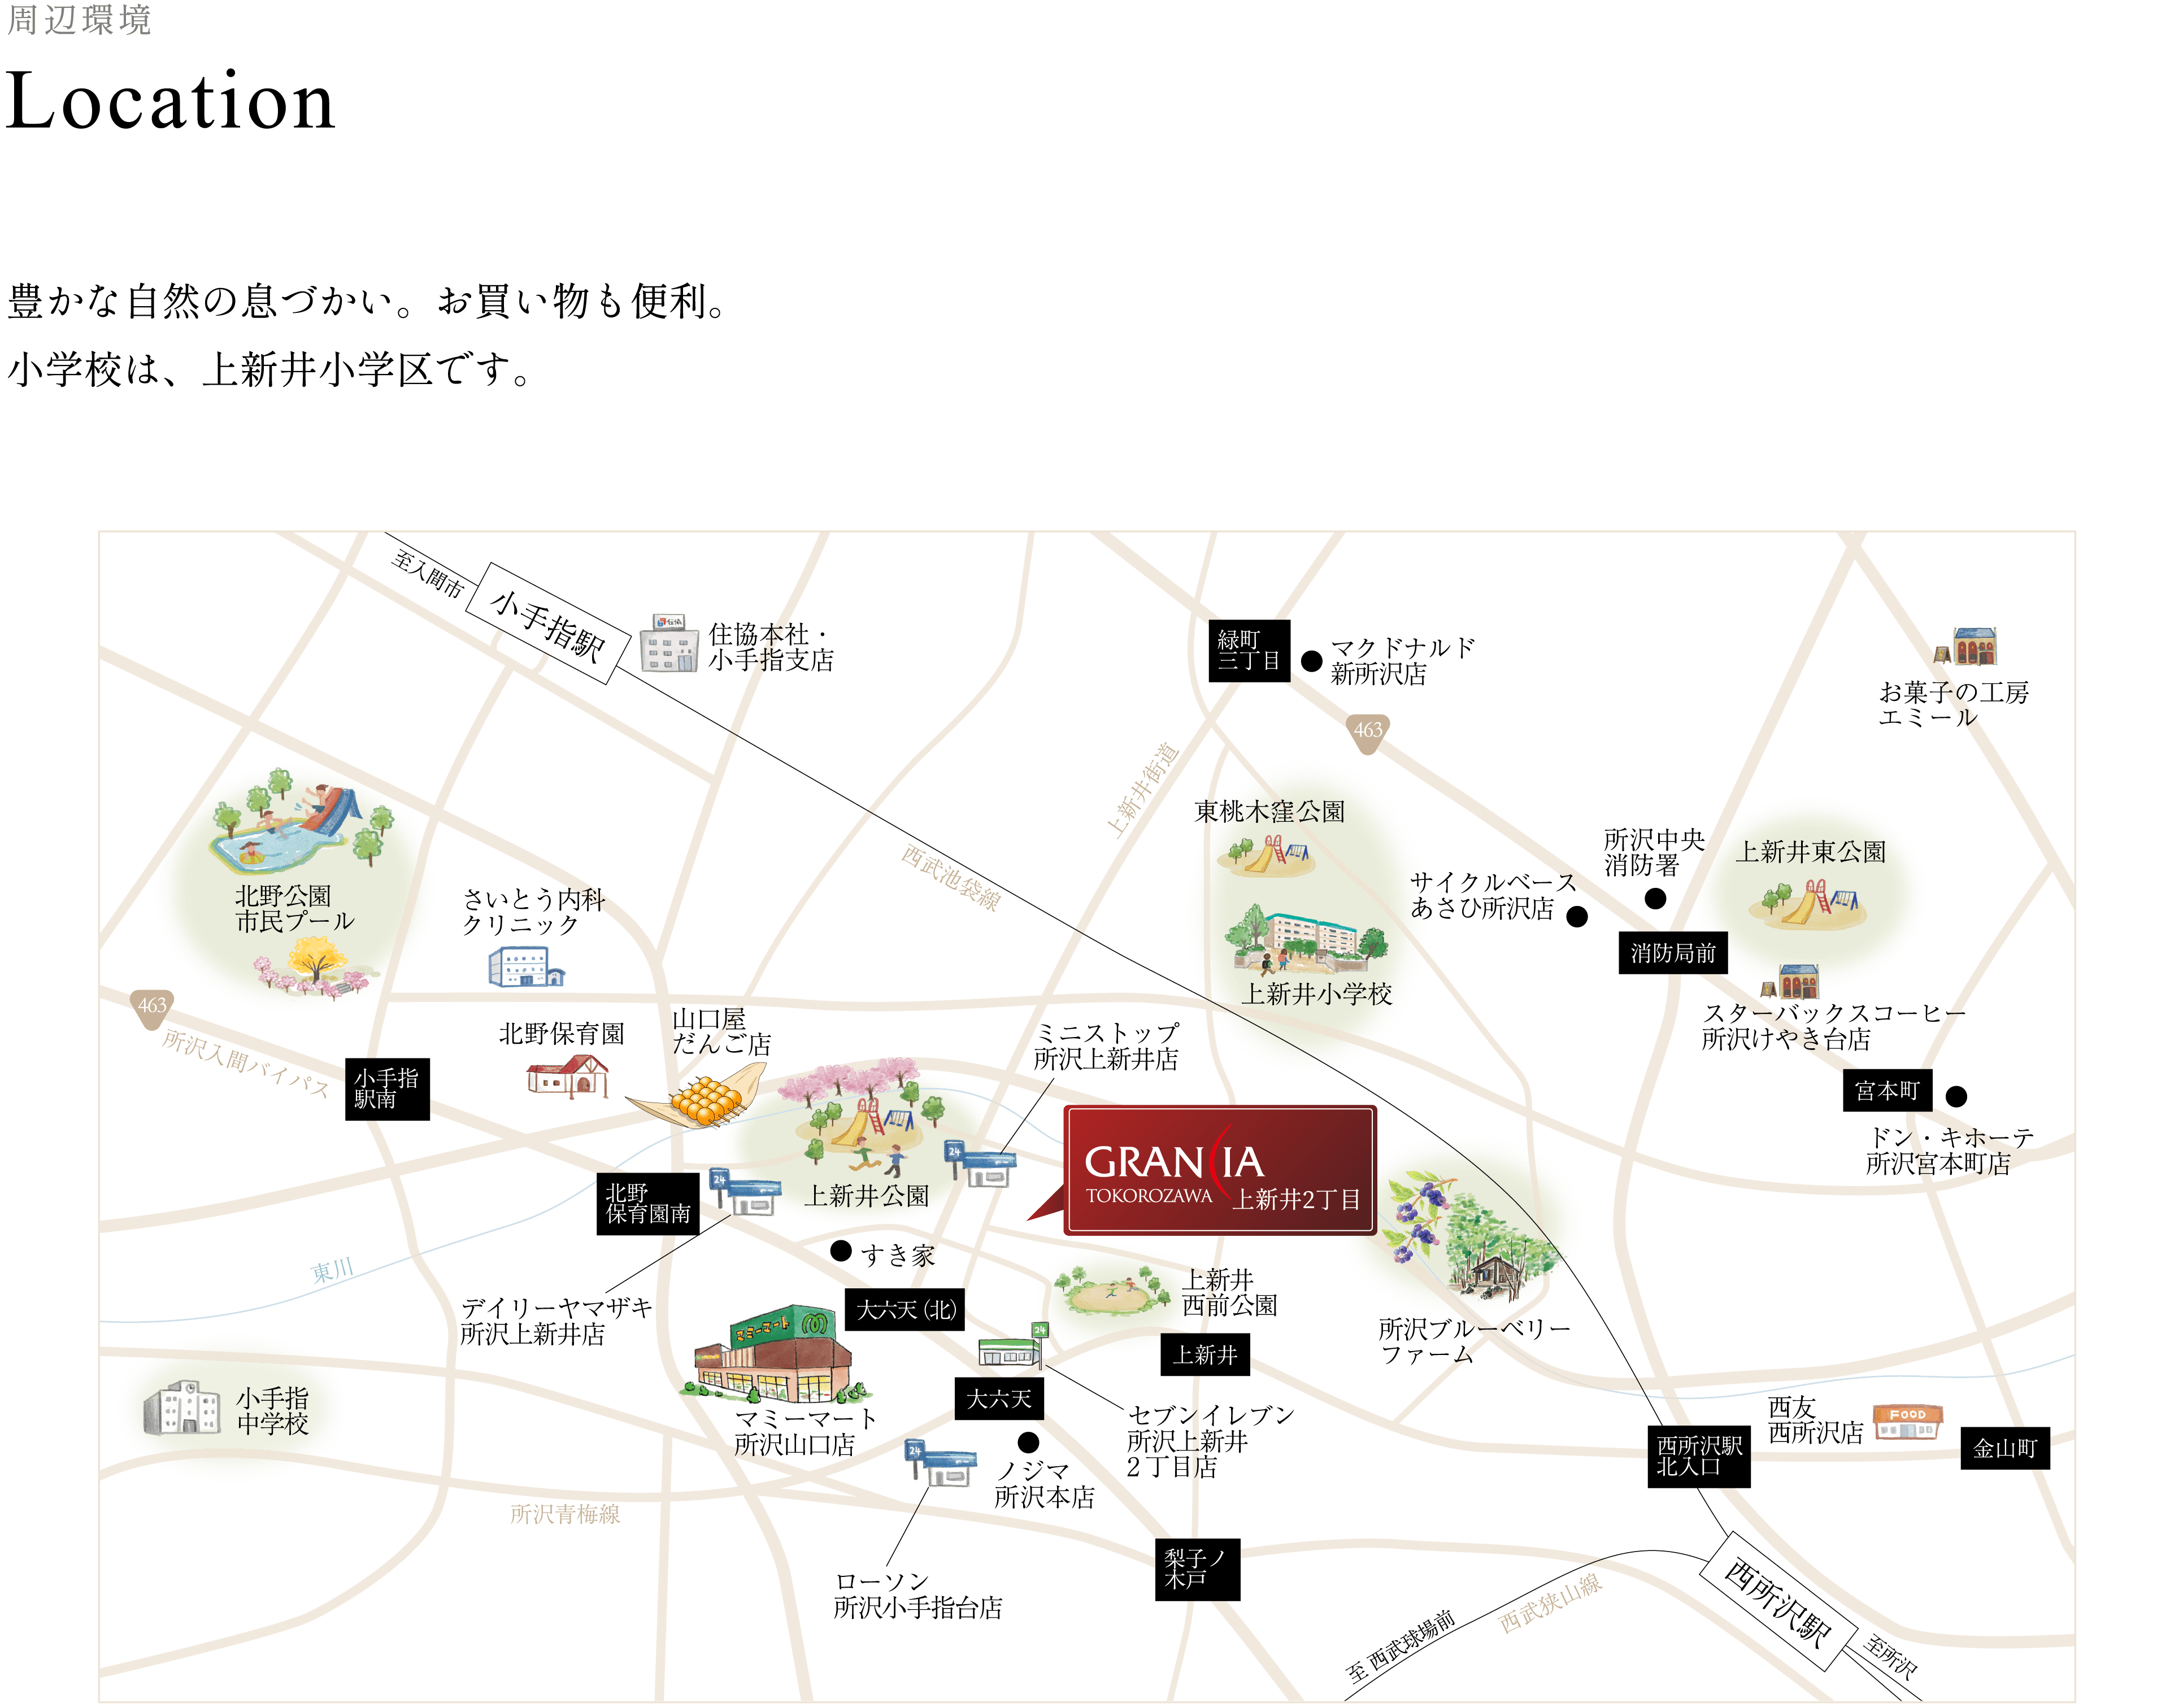 周辺環境
Location
豊かな自然の息づかい。お買い物も便利。
小学校は、上新井小学区です。
至入間市
小手指駅
住協
住協本社・
小手指支店
緑町
三丁目
マクドナルド
新所沢店
463
お菓子の工房
エミール
上新井街道
西武池袋線
東桃木窪公園
上新井小学校
サイクルベース
あさひ所沢店
所沢中央
消防署
消防局前
上新井東公園
スターバックスコーヒー
所沢けやき台店
宮本町
ドン・キホーテ
所沢宮本町店
北野公園
市民プール
さいとう内科
クリニック
463
所沢入間バイパス
小手指
駅南
北野保育園
山口屋
だんご店
ミニストップ
所沢上新井店
24
GRANCIA
TOKOROZAWA 上新井2丁目
上新井公園
北野
保育園南
24
東川
すき家
デイリーヤマザキ
所沢上新井店
大六天（北）
マミーマート
マミーマート
所沢山口店
上新井
西前公園
上新井
所沢ブルーベリー
ファーム
24
大六天
セブンイレブン
所沢上新井
2丁目店
小手指
中学校
24
ノジマ
所沢本店
所沢青梅線
ローソン
所沢小手指台店
梨子ノ
木戸
西友
西所沢店
FOOD
金山町
西所沢駅
北入口
西所沢駅
西武狭山線
至 西武球場前
至所沢